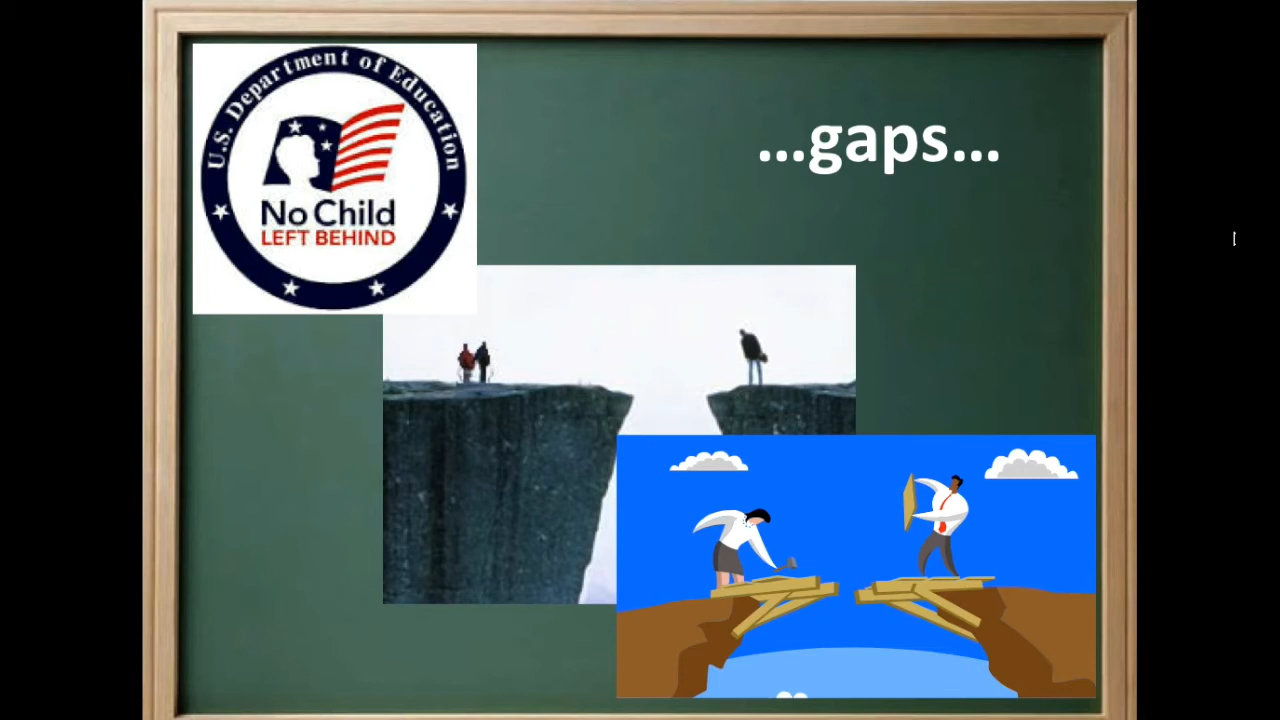 U.S. Department of Education
No Child
LEFT BEHIND
...gaps...